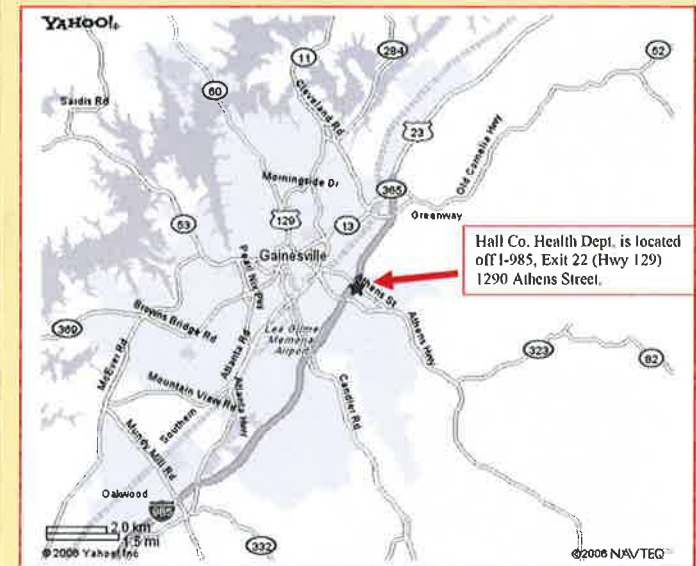 YAHOO!
Sardis Rd
60
11
284
52
Cleveland Rd
23
Old Cornelia Hwy
Morningside Dr
365
53
129
13
Greenway
Gainesville
Pearl Nix Pky
Hall Co. Health Dept. is located
off I-985, Exit 22 (Hwy 129)
1290 Athens Street.
Athens St
Browns Bridge Rd
369
Lee Gilmer
Memorial
Airport
Athens Hwy
McEver Rd
Atlanta Rd
323
82
Mountain View Rd
Atlanta Hwy
Candler Rd
Southern
Mundy Mill Rd
Oakwood
985
2.0 km
1.5 mi
332
©2006 Yahoo! Inc
©2006 NAVTEQ